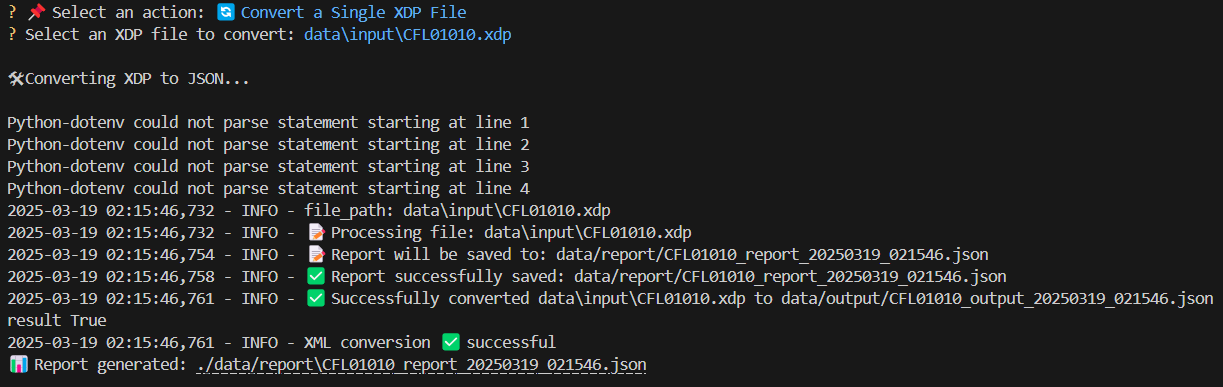 ? 📌 Select an action: 🔄 Convert a Single XDP File
? Select an XDP file to convert: data\input\CFL01010.xdp
🛠Converting XDP to JSON...
Python-dotenv could not parse statement starting at line 1
Python-dotenv could not parse statement starting at line 2
Python-dotenv could not parse statement starting at line 3
Python-dotenv could not parse statement starting at line 4
2025-03-19 02:15:46,732 - INFO - file_path: data\input\CFL01010.xdp
2025-03-19 02:15:46,732 - INFO - 📝 Processing file: data\input\CFL01010.xdp
2025-03-19 02:15:46,754 - INFO - 📝 Report will be saved to: data/report/CFL01010_report_20250319_021546.json
2025-03-19 02:15:46,758 - INFO - ✅ Report successfully saved: data/report/CFL01010_report_20250319_021546.json
2025-03-19 02:15:46,761 - INFO - ✅ Successfully converted data\input\CFL01010.xdp to data/output/CFL01010_output_20250319_021546.json
result True
2025-03-19 02:15:46,761 - INFO - XML conversion ✅ successful
📊 Report generated: ./data/report\CFL01010_report_20250319_021546.json